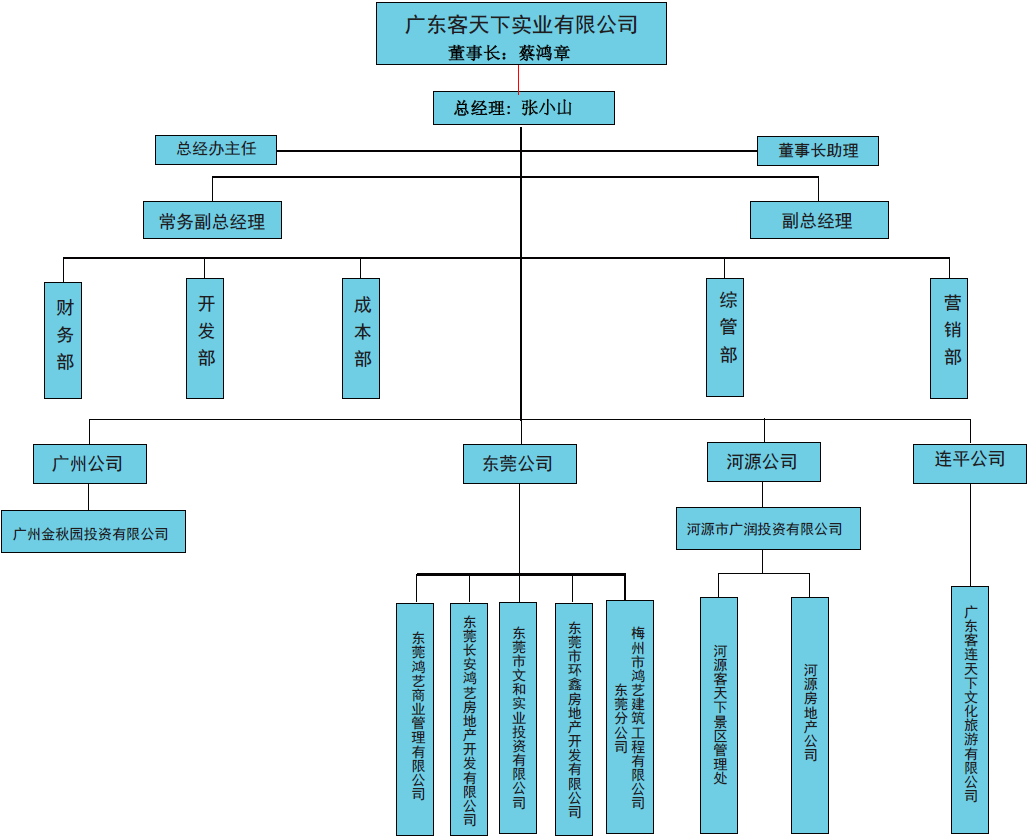 广东客天下实业有限公司
董事长：蔡鸿章
总经理：张小山
总经办主任
董事长助理
常务副总经理
副总经理
财务部
开发部
成本部
综管部
营销部
广州公司
东莞公司
河源公司
连平公司
广州金秋园投资有限公司
河源市广润投资有限公司
东莞鸿艺商业管理有限公司
东莞长安鸿艺房地产开发有限公司
东莞市文和实业投资有限公司
东莞市环鑫房地产开发有限公司
梅州市鸿艺建筑工程有限公司
东莞分公司
河源客天下景区管理处
河源房地产公司
广东客连天下文化旅游有限公司